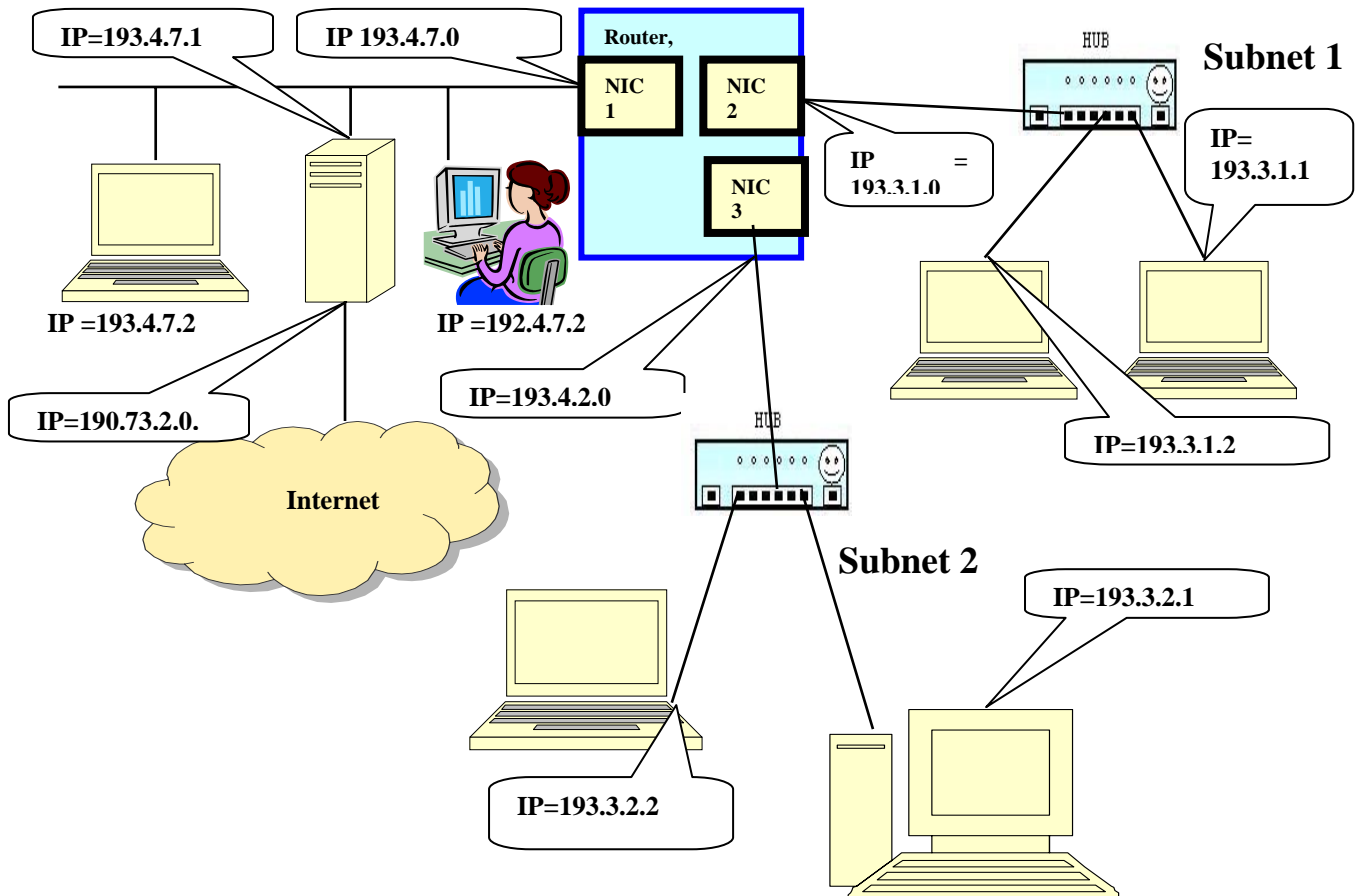 IP=193.4.7.1
IP 193.4.7.0
Router,
HUB
Subnet 1
NIC
1
NIC
2
IP=
193.3.1.1
IP =
193.3.1.0
NIC
3
IP =193.4.7.2
IP =192.4.7.2
IP=193.4.2.0
IP=190.73.2.0.
HUB
IP=193.3.1.2
Internet
Subnet 2
IP=193.3.2.1
IP=193.3.2.2